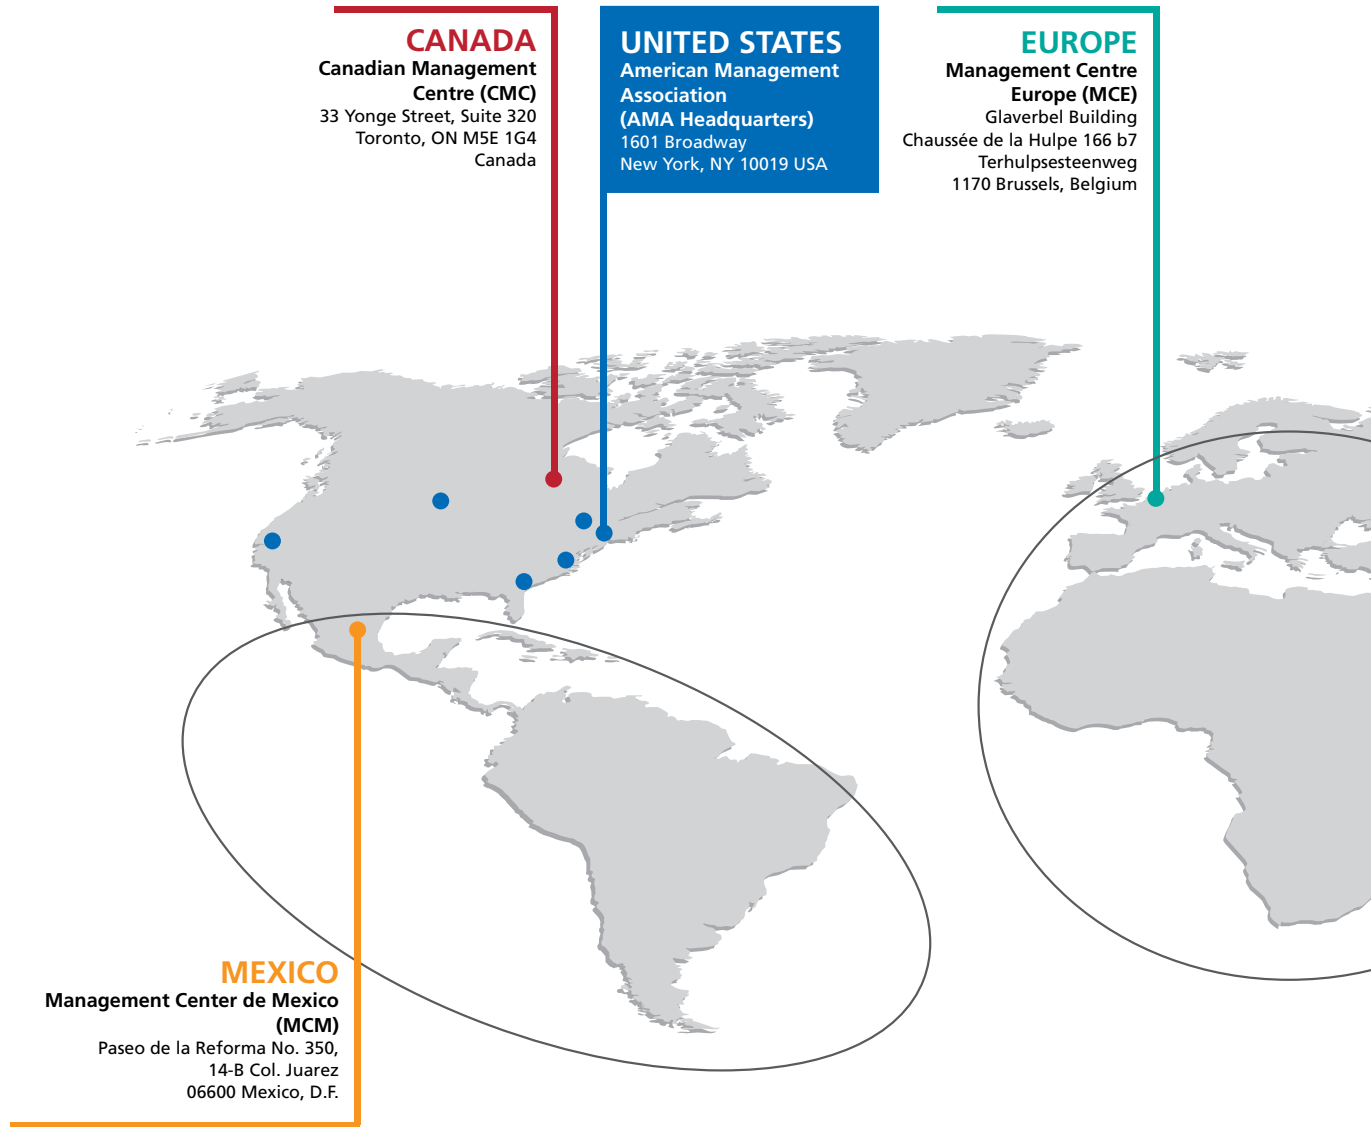 CANADA
Canadian Management
Centre (CMC)
33 Yonge Street, Suite 320
Toronto, ON M5E 1G4
Canada
UNITED STATES
American Management
Association
(AMA Headquarters)
1601 Broadway
New York, NY 10019 USA
EUROPE
Management Centre
Europe (MCE)
Glaverbel Building
Chaussée de la Hulpe 166 b7
Terhulpsesteenweg
1170 Brussels, Belgium
MEXICO
Management Center de Mexico
(MCM)
Paseo de la Reforma No. 350,
14-B Col. Juarez
06600 Mexico, D.F.